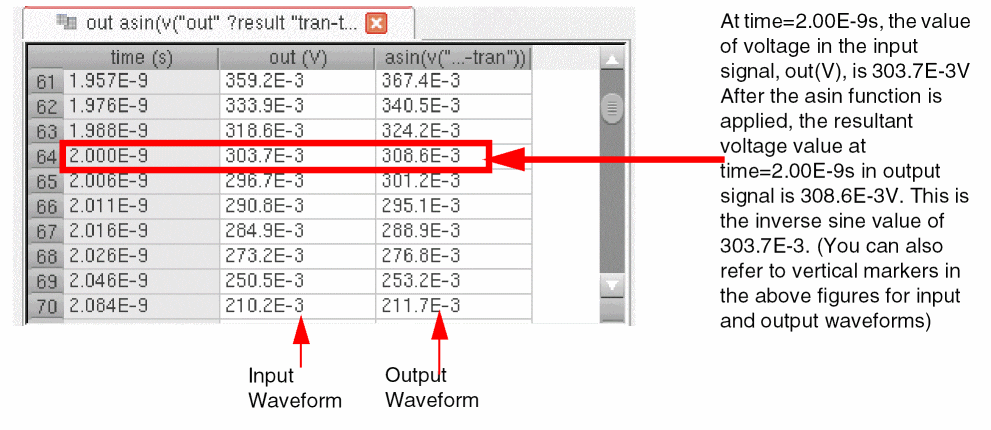 out asin(v("out" ?result "tran-t...
time (s) out (V) asin(v("...-tran"))
61 1.957E-9 359.2E-3 367.4E-3
62 1.976E-9 333.9E-3 340.5E-3
63 1.988E-9 318.6E-3 324.2E-3
64 2.000E-9 303.7E-3 308.6E-3
65 2.006E-9 296.7E-3 301.2E-3
66 2.011E-9 290.8E-3 295.1E-3
67 2.016E-9 284.9E-3 288.9E-3
68 2.026E-9 273.2E-3 276.8E-3
69 2.046E-9 250.5E-3 253.2E-3
70 2.084E-9 210.2E-3 211.7E-3
Input
Waveform
Output
Waveform
At time=2.00E-9s, the value
of voltage in the input
signal, out(V), is 303.7E-3V
After the asin function is
applied, the resultant
voltage value at
time=2.00E-9s in output
signal is 308.6E-3V. This is
the inverse sine value of
303.7E-3. (You can also
refer to vertical markers in
the above figures for input
and output waveforms)